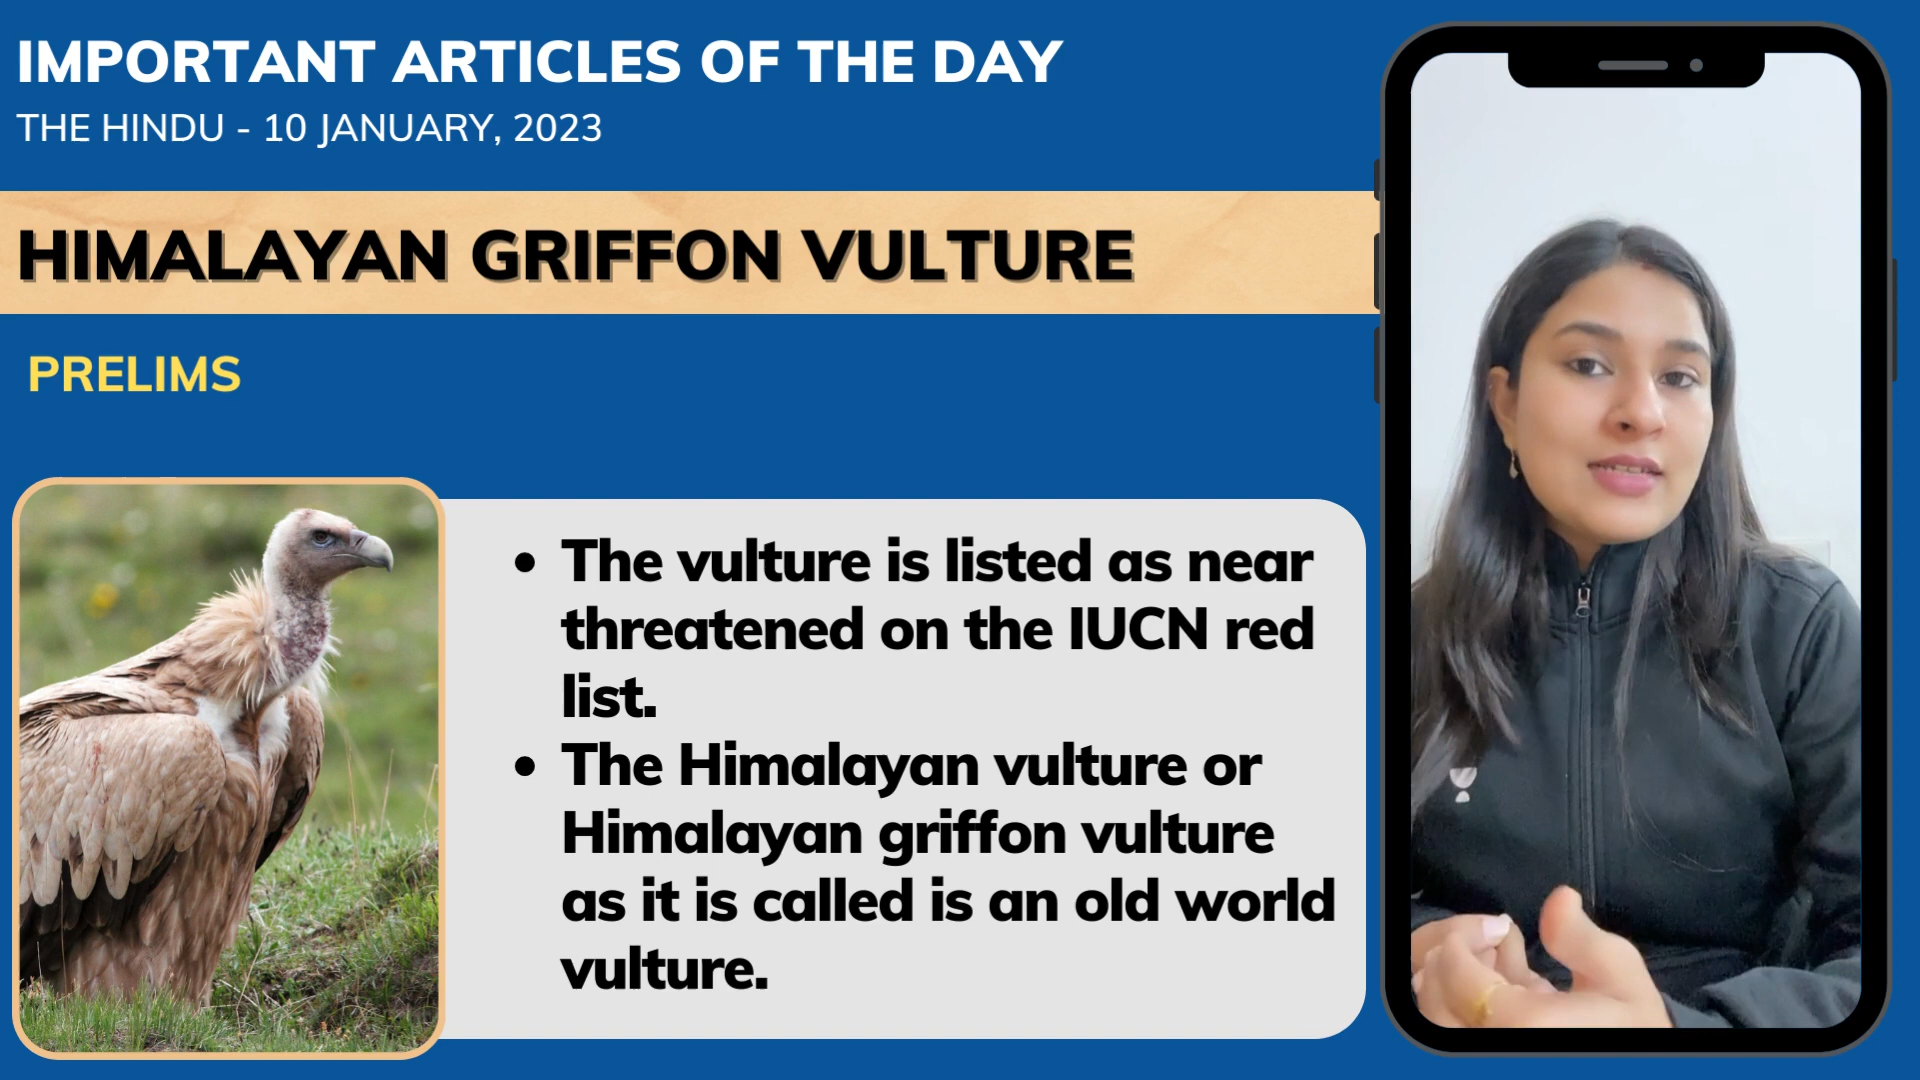 IMPORTANT ARTICLES OF THE DAY
THE HINDU - 10 JANUARY, 2023
HIMALAYAN GRIFFON VULTURE
PRELIMS
• The vulture is listed as near
threatened on the IUCN red
list.
• The Himalayan vulture or
Himalayan griffon vulture
as it is called is an old world
vulture.